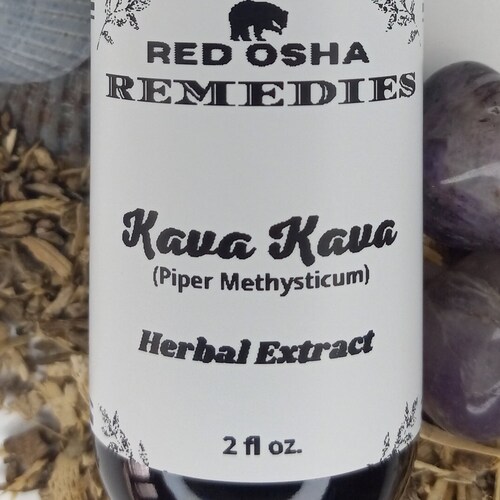 RED OSHA
REMEDIES
Kava Kava
(Piper Methysticum)
Herbal Extract
2 fl oz.